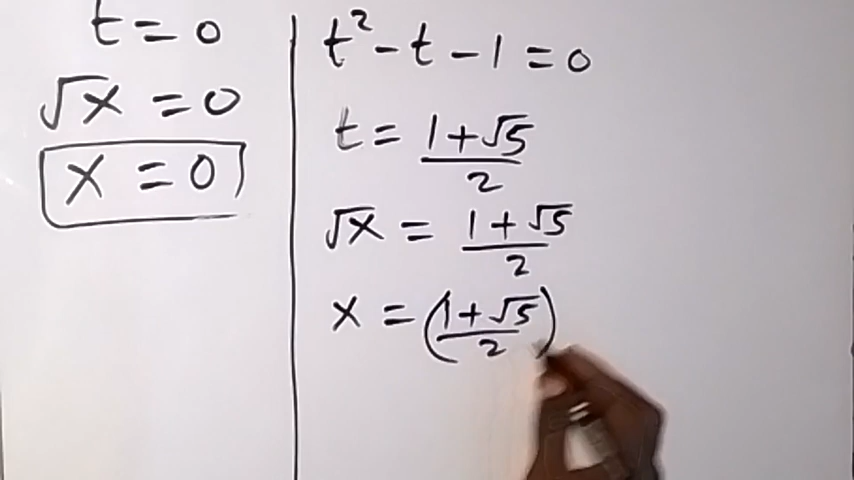 t = 0
√x = 0
x = 0
t² - t - 1 = 0
t = (1 + √5)/2
√x = (1 + √5)/2
x = ((1 + √5)/2)